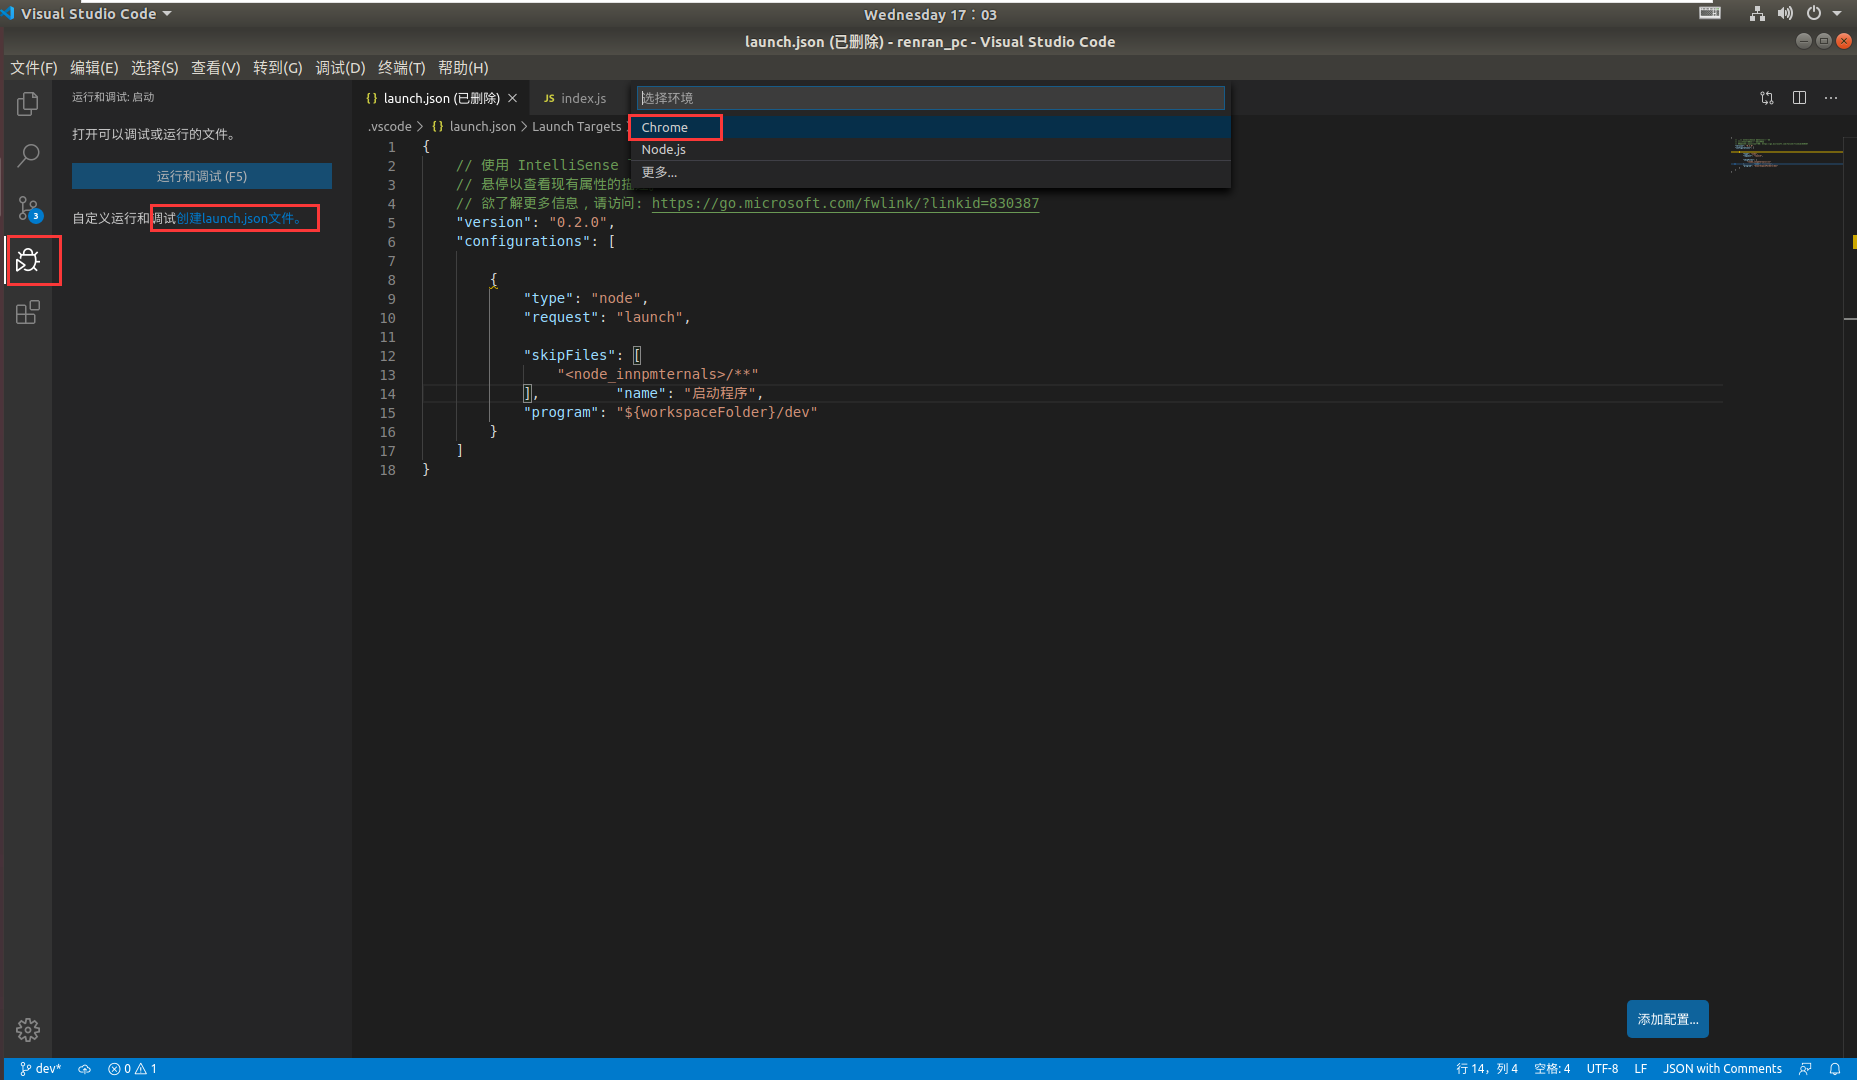 Visual Studio Code
Wednesday 17：03
launch.json (已删除) - renran_pc - Visual Studio Code
文件(F) 编辑(E) 选择(S) 查看(V) 转到(G) 调试(D) 终端(T) 帮助(H)
运行和调试: 启动
打开可以调试或运行的文件。
运行和调试 (F5)
自定义运行和调试创建launch.json文件。
3
{} launch.json (已删除) ×
JS index.js
选择环境
Chrome
Node.js
更多...
.vscode > {} launch.json > Launch Targets
1 {
2 // 使用 IntelliSense
3 // 悬停以查看现有属性的描
4 // 欲了解更多信息，请访问: https://go.microsoft.com/fwlink/?linkid=830387
5 "version": "0.2.0",
6 "configurations": [
7
8 {
9 "type": "node",
10 "request": "launch",
11
12 "skipFiles": [
13 "<node_innpmternals>/**"
14 ], "name": "启动程序",
15 "program": "${workspaceFolder}/dev"
16 }
17 ]
18 }
添加配置...
dev* 0 1
行 14，列 4 空格: 4 UTF-8 LF JSON with Comments